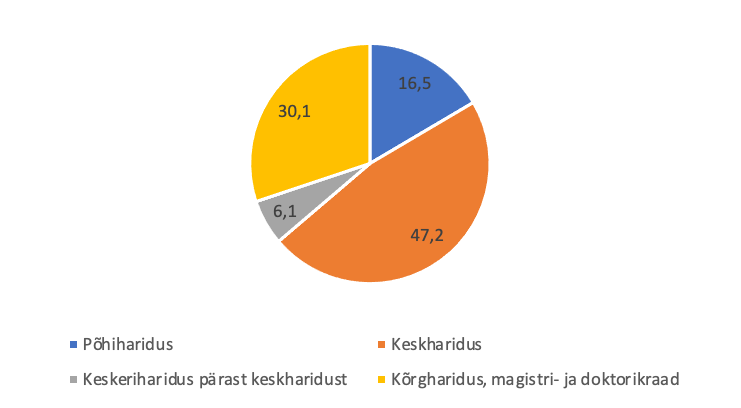 16,5
30,1
6,1
47,2
Põhiharidus
Keskharidus
Keskeriharidus pärast keskharidust
Kõrgharidus, magistri- ja doktorikraad